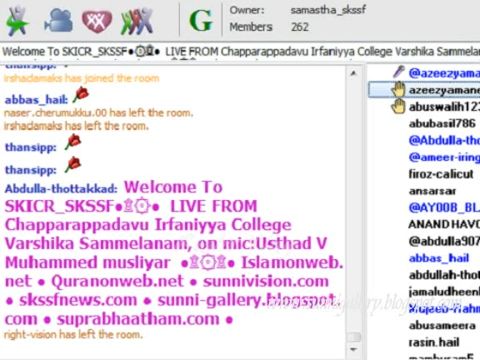 G
Owner: samastha_skssf
Members 262
Welcome To SKICR_SKSSF●۩۞● LIVE FROM Chapparappadavu Irfaniyya College Varshika Sammelanam
thansipp:
irshadamaks has joined the room
abbas_hail:
naser.cherumukku.00 has left the room.
irshadamaks has left the room.
thansipp:
thansipp:
Abdulla-thottakkad: Welcome To
SKICR_SKSSF●۩۞● LIVE FROM
Chapparappadavu Irfaniyya College
Varshika Sammelanam, on mic:Usthad V
Muhammed musliyar ●۩۞۩● Islamonweb.
net ● Quranonweb.net ● sunnivision.com
● skssfnews.com ● sunni-gallery.blogspot.
com ● suprabhaatham.com ●
right-vision has left the room.
@azeezyama
azeezyamane
abuswalih123
abubasil786
@Abdulla-tho
@ameer-iring
firoz-calicut
ansarsar
@AYOOB_BL
ANAND HAVO
@abdulla907
abbas_hail
abdullah-thot
jamaludheenl
Mujeeb-Rahm
abusameera
rasin.hail